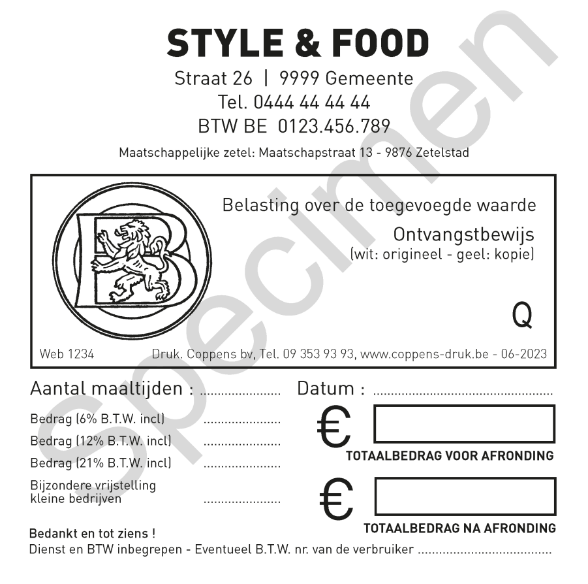 STYLE & FOOD
Straat 26 | 9999 Gemeente
Tel. 0444 44 44 44
BTW BE 0123.456.789
Maatschappelijke zetel: Maatschapstraat 13 - 9876 Zetelstad
Specimen
B
Belasting over de toegevoegde waarde
Ontvangstbewijs
(wit: origineel - geel: kopie)
Q
Web 1234 Druk. Coppens bv, Tel. 09 353 93 93, www.coppens-druk.be - 06-2023
Aantal maaltijden : .................... Datum : .............................................
Bedrag (6% B.T.W. incl) ....................
Bedrag (12% B.T.W. incl) ....................
Bedrag (21% B.T.W. incl) ....................
€
TOTAALBEDRAG VOOR AFRONDING
Bijzondere vrijstelling
kleine bedrijven ....................
€
TOTAALBEDRAG NA AFRONDING
Bedankt en tot ziens !
Dienst en BTW inbegrepen - Eventueel B.T.W. nr. van de verbruiker ..................................